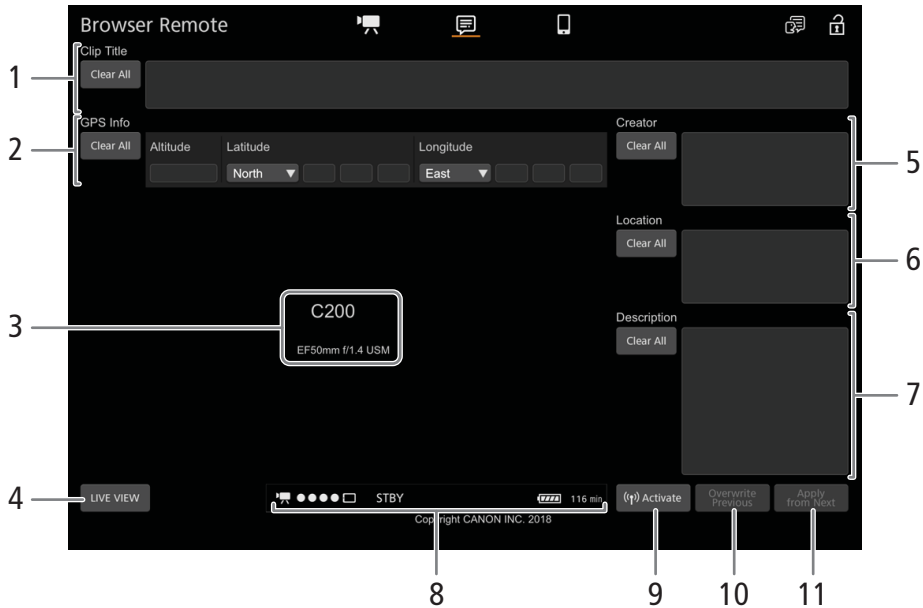 Browser Remote
Clip Title
1
Clear All
GPS Info
Creator
2
Clear All
Altitude
Latitude
Longitude
Clear All
5
North
East
Location
Clear All
6
C200
3
EF50mm f/1.4 USM
Description
Clear All
7
4
LIVE VIEW
STBY
116 min
Activate
Overwrite
Previous
Apply
from Next
Copyright CANON INC. 2018
8
9
10
11